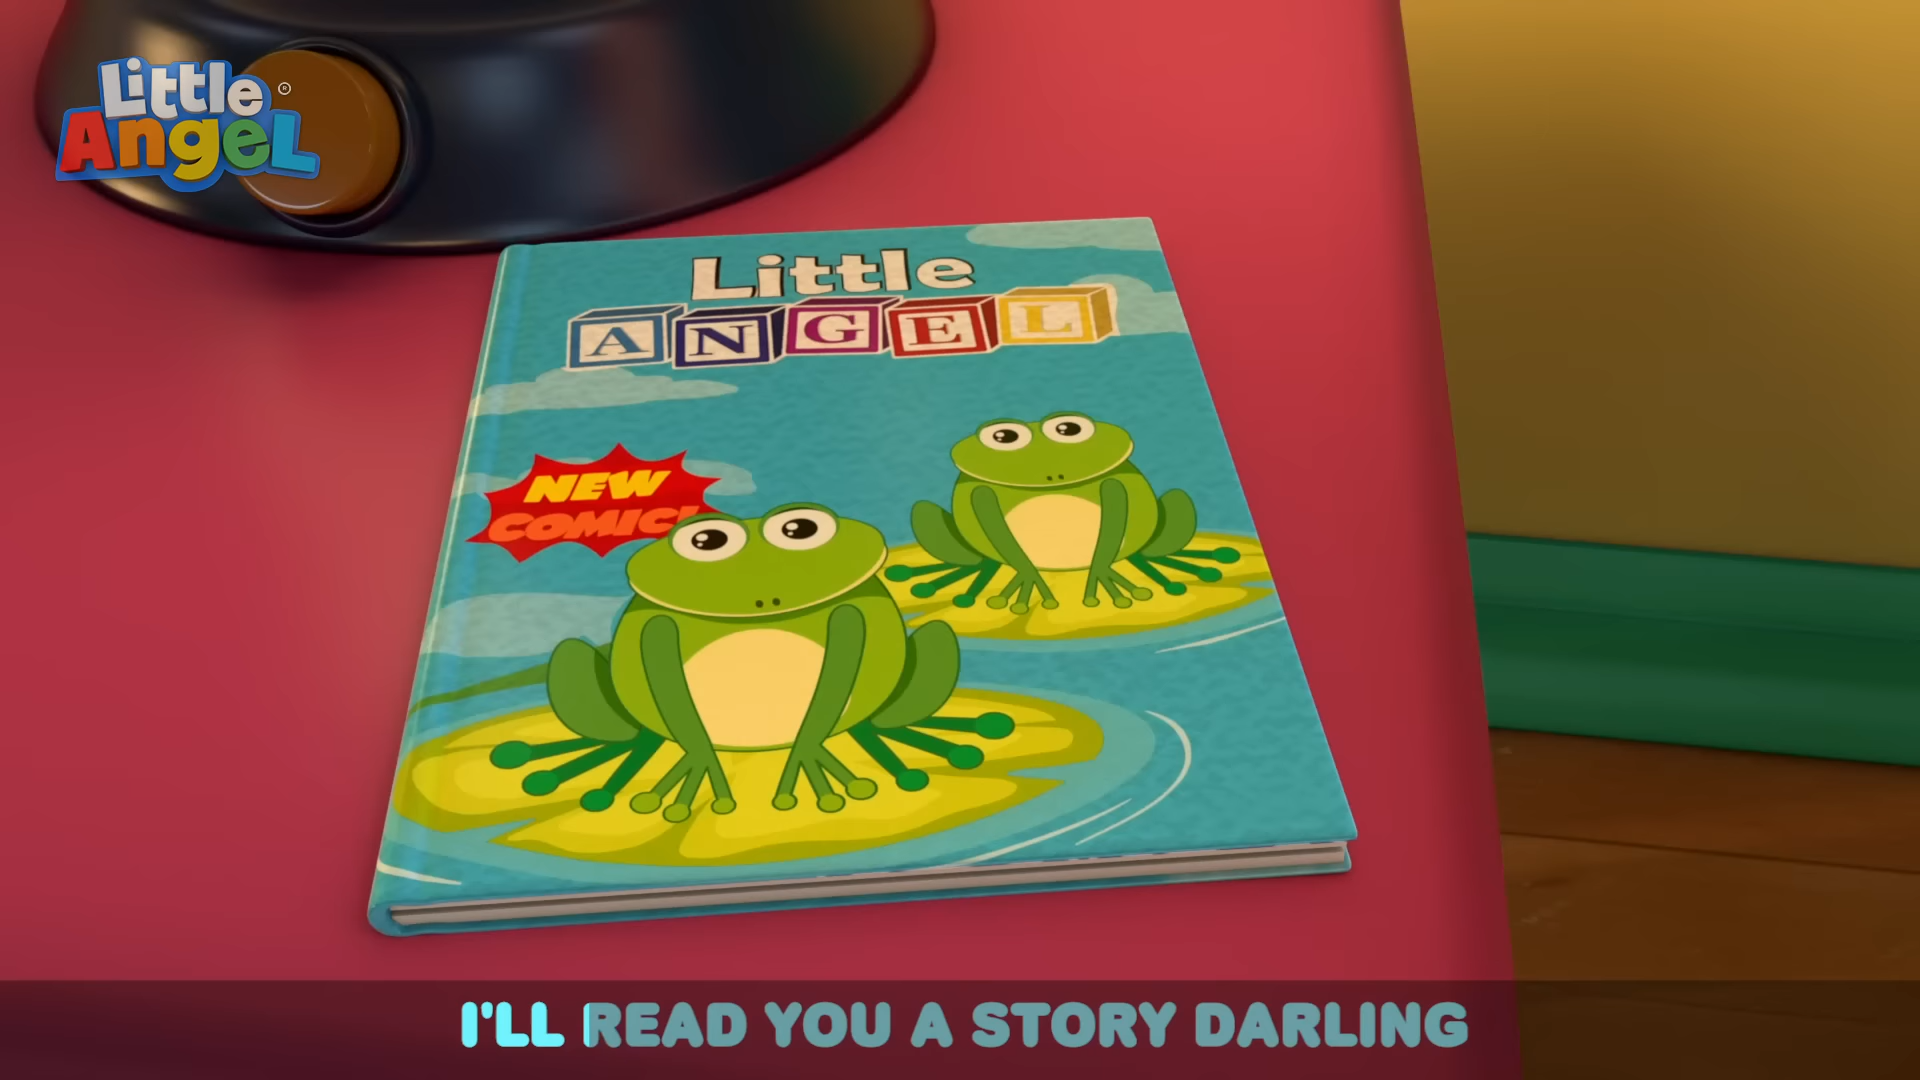 Little
Angel
®
Little
ANGEL
NEW
COMIC!
I'LL READ YOU A STORY DARLING